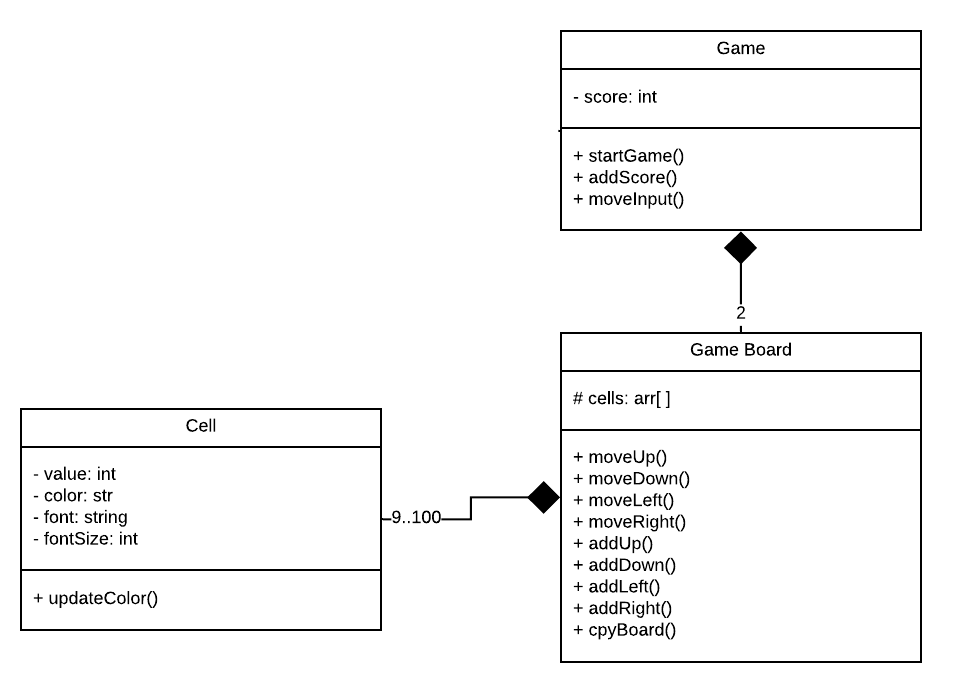 Game
- score: int
+ startGame()
+ addScore()
+ moveInput()
2
Game Board
# cells: arr[ ]
+ moveUp()
+ moveDown()
+ moveLeft()
+ moveRight()
+ addUp()
+ addDown()
+ addLeft()
+ addRight()
+ cpyBoard()
9..100
Cell
- value: int
- color: str
- font: string
- fontSize: int
+ updateColor()